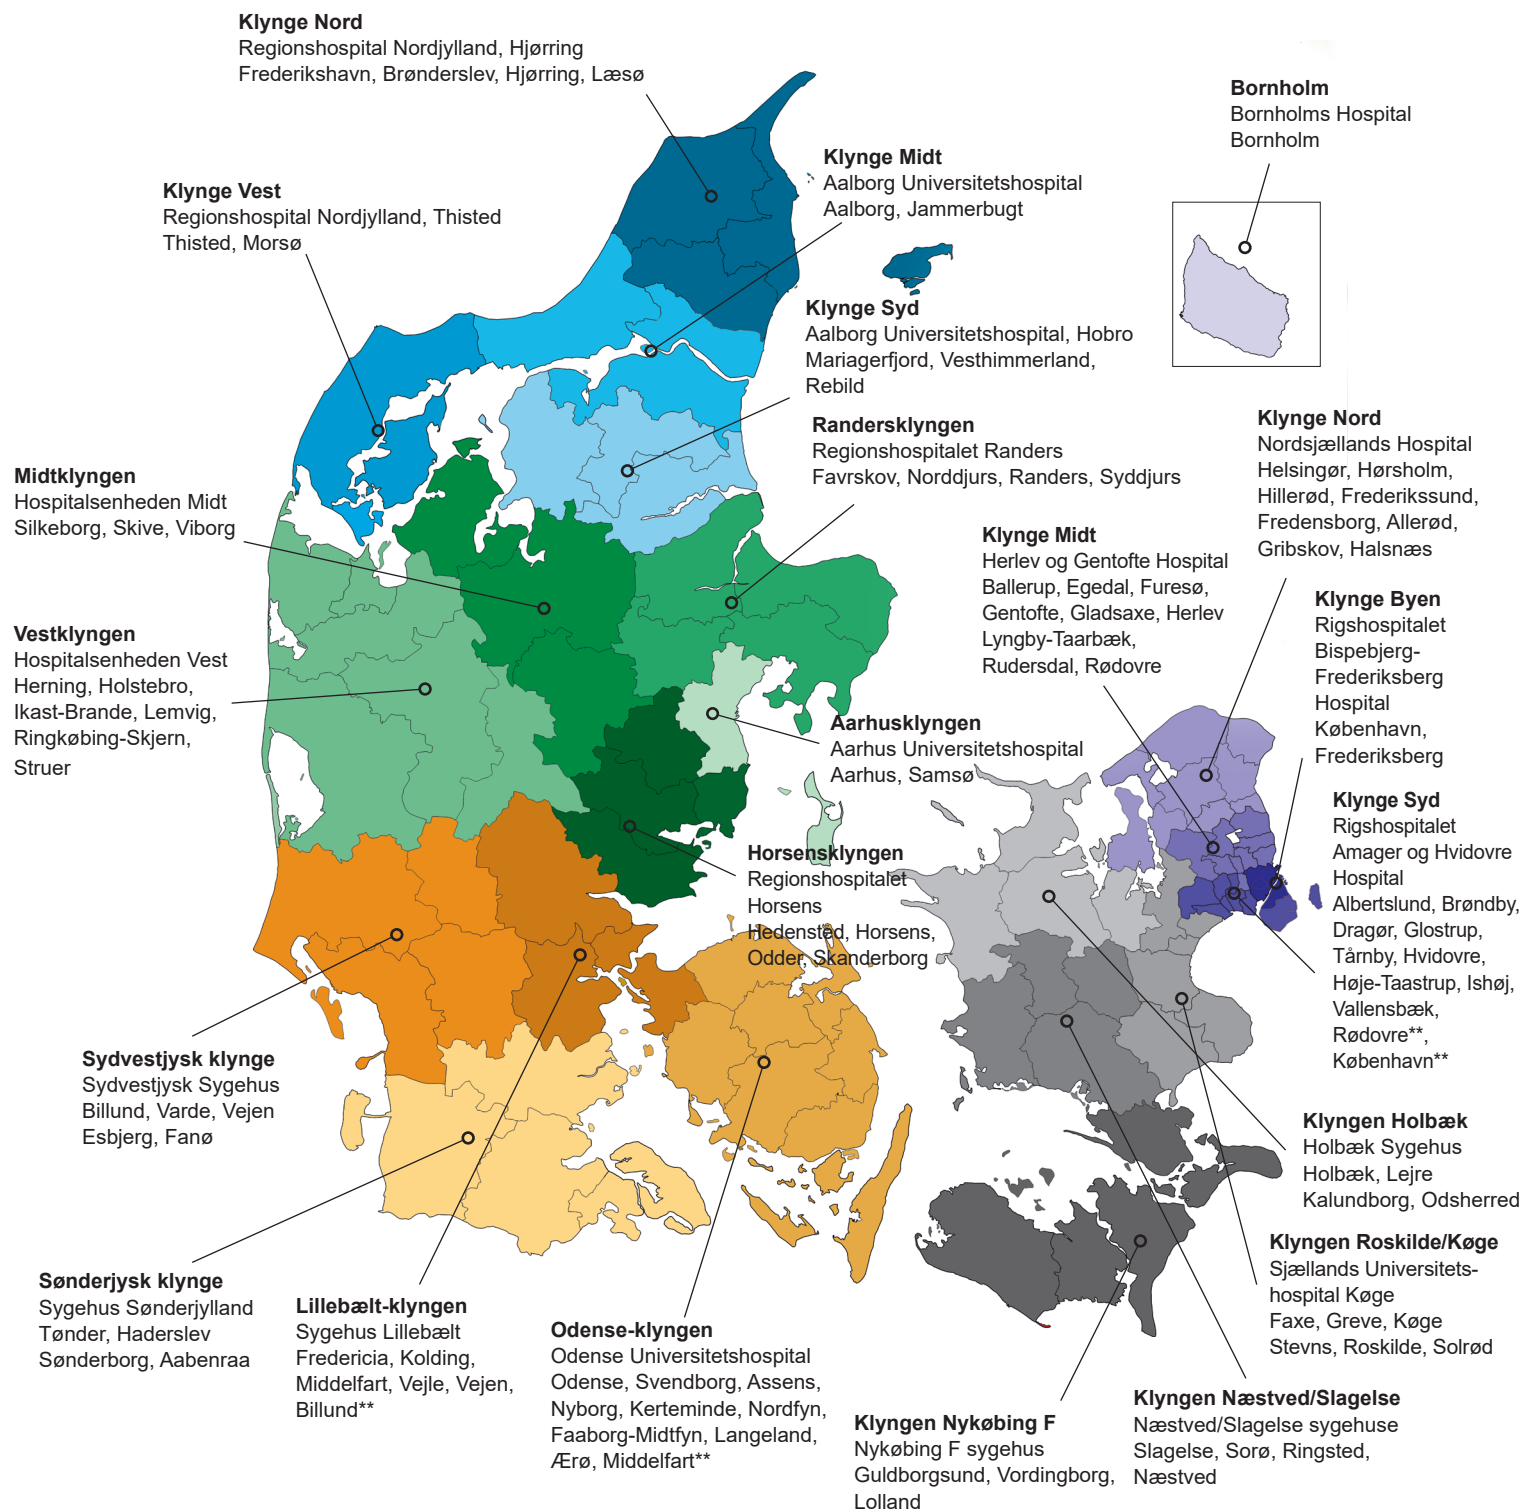 Klynge Nord
Regionshospital Nordjylland, Hjørring
Frederikshavn, Brønderslev, Hjørring, Læsø
Bornholm
Bornholms Hospital
Bornholm
Klynge Midt
Aalborg Universitetshospital
Aalborg, Jammerbugt
Klynge Vest
Regionshospital Nordjylland, Thisted
Thisted, Morsø
Klynge Syd
Aalborg Universitetshospital, Hobro
Mariagerfjord, Vesthimmerland,
Rebild
Randersklyngen
Regionshospitalet Randers
Favrskov, Norddjurs, Randers, Syddjurs
Klynge Nord
Nordsjællands Hospital
Helsingør, Hørsholm,
Hillerød, Frederikssund,
Fredensborg, Allerød,
Gribskov, Halsnæs
Midtklyngen
Hospitalsenheden Midt
Silkeborg, Skive, Viborg
Klynge Midt
Herlev og Gentofte Hospital
Ballerup, Egedal, Furesø,
Gentofte, Gladsaxe, Herlev
Lyngby-Taarbæk,
Rudersdal, Rødovre
Klynge Byen
Rigshospitalet
Bispebjerg-
Frederiksberg
Hospital
København,
Frederiksberg
Vestklyngen
Hospitalsenheden Vest
Herning, Holstebro,
Ikast-Brande, Lemvig,
Ringkøbing-Skjern,
Struer
Aarhusklyngen
Aarhus Universitetshospital
Aarhus, Samsø
Klynge Syd
Rigshospitalet
Amager og Hvidovre
Hospital
Albertslund, Brøndby,
Dragør, Glostrup,
Tårnby, Hvidovre,
Høje-Taastrup, Ishøj,
Vallensbæk,
Rødovre**,
København**
Horsensklyngen
Regionshospitalet
Horsens
Hedensted, Horsens,
Odder, Skanderborg
Sydvestjysk klynge
Sydvestjysk Sygehus
Billund, Varde, Vejen
Esbjerg, Fanø
Klyngen Holbæk
Holbæk Sygehus
Holbæk, Lejre
Kalundborg, Odsherred
Klyngen Roskilde/Køge
Sjællands Universitets-
hospital Køge
Faxe, Greve, Køge
Stevns, Roskilde, Solrød
Sønderjysk klynge
Sygehus Sønderjylland
Tønder, Haderslev
Sønderborg, Aabenraa
Lillebælt-klyngen
Sygehus Lillebælt
Fredericia, Kolding,
Middelfart, Vejle, Vejen,
Billund**
Odense-klyngen
Odense Universitetshospital
Odense, Svendborg, Assens,
Nyborg, Kerteminde, Nordfyn,
Faaborg-Midtfyn, Langeland,
Ærø, Middelfart**
Klyngen Nykøbing F
Nykøbing F sygehus
Guldborgsund, Vordingborg,
Lolland
Klyngen Næstved/Slagelse
Næstved/Slagelse sygehuse
Slagelse, Sorø, Ringsted,
Næstved